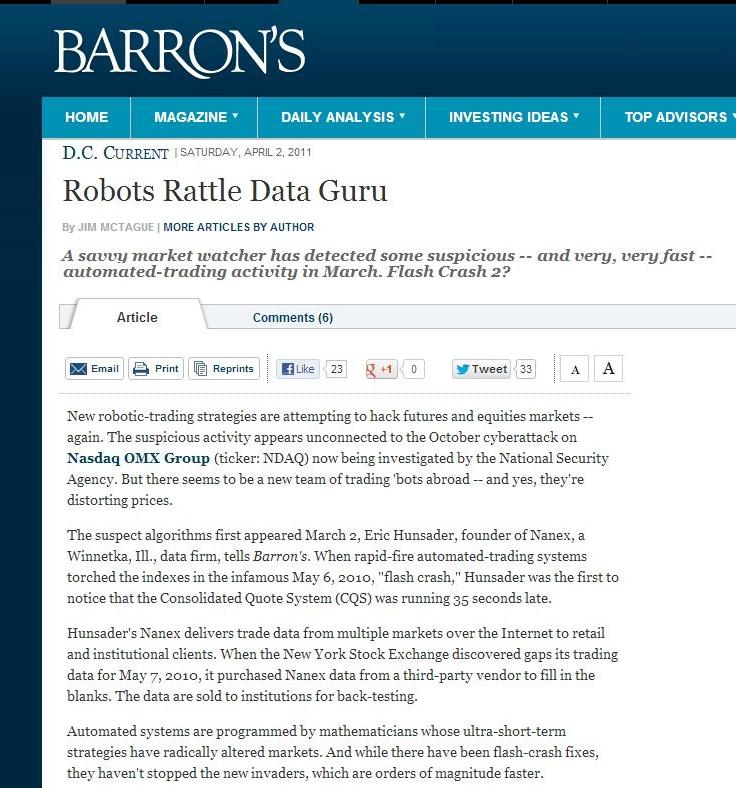 BARRON'S
HOME
MAGAZINE
DAILY ANALYSIS
INVESTING IDEAS
TOP ADVISORS
D.C. CURRENT | SATURDAY, APRIL 2, 2011
Robots Rattle Data Guru
By JIM MCTAGUE | MORE ARTICLES BY AUTHOR
A savvy market watcher has detected some suspicious -- and very, very fast --
automated-trading activity in March. Flash Crash 2?
Article
Comments (6)
Email
Print
Reprints
Like 23
+1 0
Tweet 33
A A
New robotic-trading strategies are attempting to hack futures and equities markets --
again. The suspicious activity appears unconnected to the October cyberattack on
Nasdaq OMX Group (ticker: NDAQ) now being investigated by the National Security
Agency. But there seems to be a new team of trading 'bots abroad -- and yes, they're
distorting prices.
The suspect algorithms first appeared March 2, Eric Hunsader, founder of Nanex, a
Winnetka, Ill., data firm, tells Barron's. When rapid-fire automated-trading systems
torched the indexes in the infamous May 6, 2010, "flash crash," Hunsader was the first to
notice that the Consolidated Quote System (CQS) was running 35 seconds late.
Hunsader's Nanex delivers trade data from multiple markets over the Internet to retail
and institutional clients. When the New York Stock Exchange discovered gaps its trading
data for May 7, 2010, it purchased Nanex data from a third-party vendor to fill in the
blanks. The data are sold to institutions for back-testing.
Automated systems are programmed by mathematicians whose ultra-short-term
strategies have radically altered markets. And while there have been flash-crash fixes,
they haven't stopped the new invaders, which are orders of magnitude faster.